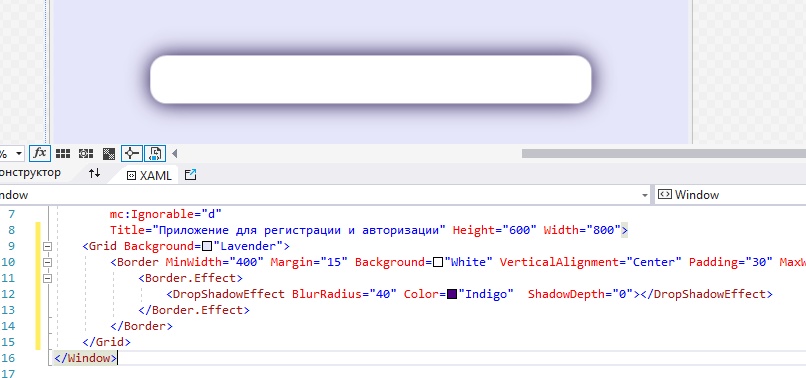 %
fx
онструктор
XAML
ndow
Window
7 mc:Ignorable="d"
8 Title="Приложение для регистрации и авторизации" Height="600" Width="800">
9 <Grid Background="Lavender">
10 <Border MinWidth="400" Margin="15" Background="White" VerticalAlignment="Center" Padding="30" MaxW
11 <Border.Effect>
12 <DropShadowEffect BlurRadius="40" Color="Indigo"  ShadowDepth="0"></DropShadowEffect>
13 </Border.Effect>
14 </Border>
15 </Grid>
16 </Window>
17